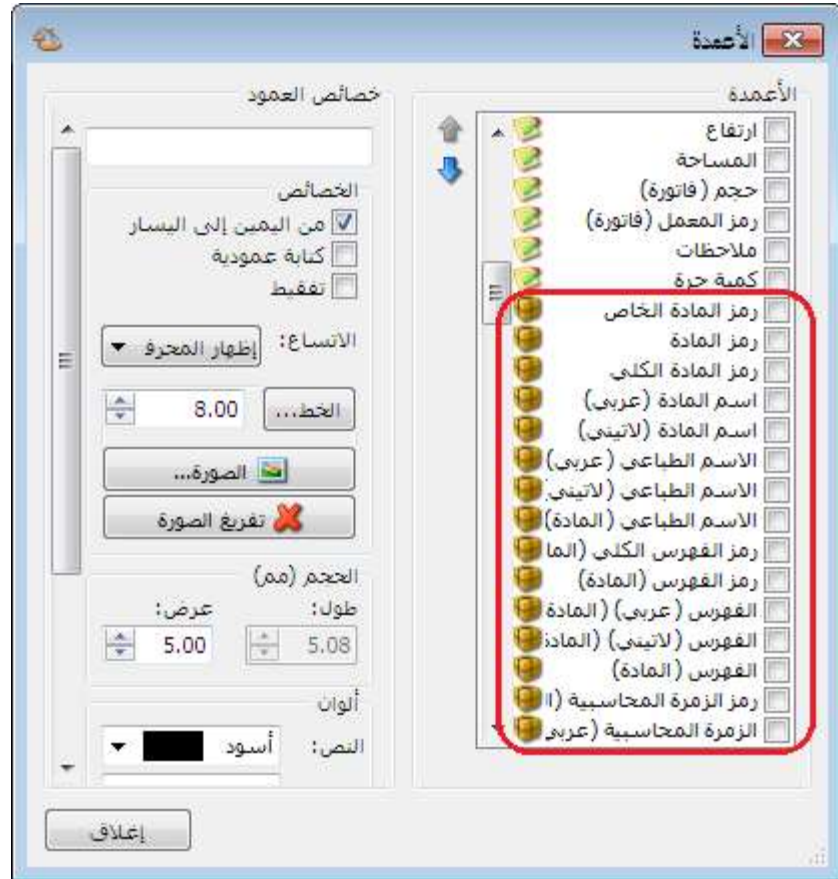 الأعمدة
الأعمدة
ارتفاع
المساحة
حجم (فاتورة)
رمز المعمل (فاتورة)
ملاحظات
كمية حرة
رمز المادة الخاص
رمز المادة
رمز المادة الكلي
اسم المادة (عربي)
اسم المادة (لاتيني)
الاسم الطباعي (عربي)
الاسم الطباعي (لاتيني
الاسم الطباعي (المادة)
رمز الفهرس الكلي (الما
رمز الفهرس (المادة)
الفهرس (عربي) (المادة
الفهرس (لاتيني) (المادة
الفهرس (المادة)
رمز الزمرة المحاسبية (ا
الزمرة المحاسبية (عربي
خصائص العمود
الخصائص
من اليمين إلى اليسار
كتابة عمودية
تفقيط
الاتساع: إظهار المحرف
الخط... 8.00
الصورة...
تفريغ الصورة
الحجم (مم)
طول: عرض:
5.08 5.00
ألوان
النص: أسود
إغلاق